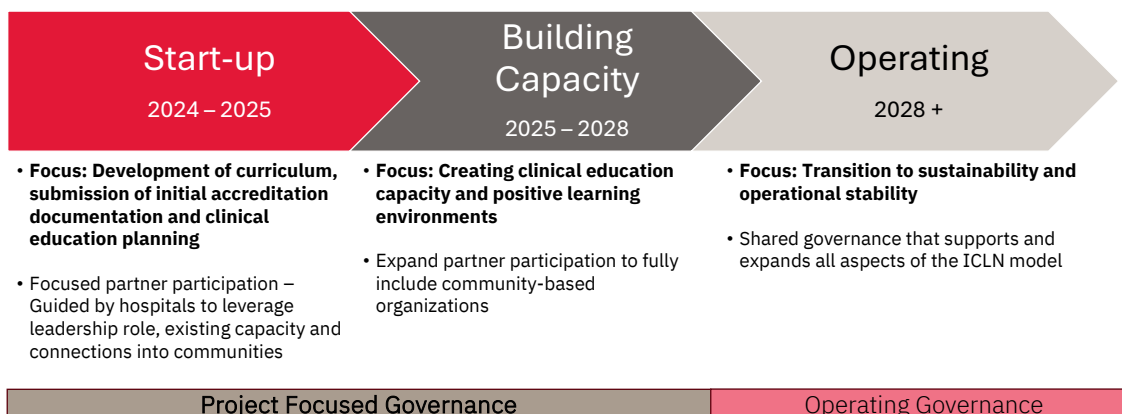 Start-up
2024 – 2025
Building
Capacity
2025 – 2028
Operating
2028 +
• Focus: Development of curriculum,
submission of initial accreditation
documentation and clinical
education planning
• Focused partner participation –
Guided by hospitals to leverage
leadership role, existing capacity and
connections into communities
• Focus: Creating clinical education
capacity and positive learning
environments
• Expand partner participation to fully
include community-based
organizations
• Focus: Transition to sustainability and
operational stability
• Shared governance that supports and
expands all aspects of the ICLN model
Project Focused Governance
Operating Governance